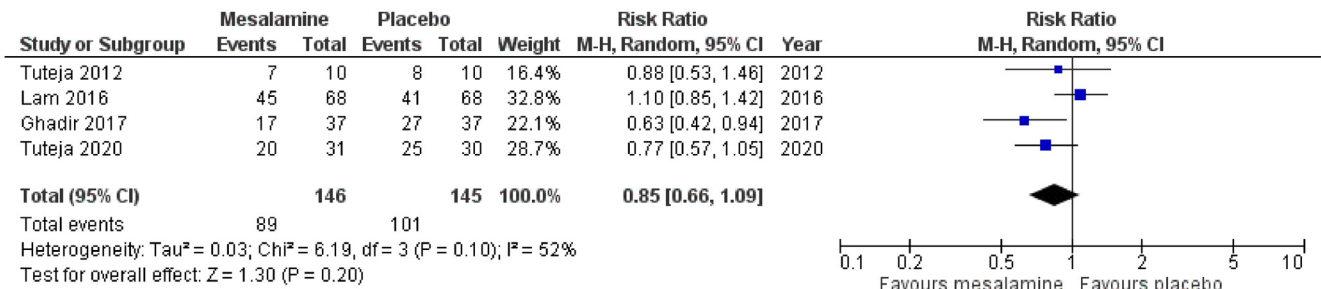 Mesalamine Placebo Risk Ratio Risk Ratio
Study or Subgroup Events Total Events Total Weight M-H, Random, 95% CI Year M-H, Random, 95% CI
Tuteja 2012 7 10 8 10 16.4% 0.88 [0.53, 1.46] 2012
Lam 2016 45 68 41 68 32.8% 1.10 [0.85, 1.42] 2016
Ghadir 2017 17 37 27 37 22.1% 0.63 [0.42, 0.94] 2017
Tuteja 2020 20 31 25 30 28.7% 0.77 [0.57, 1.05] 2020
Total (95% CI) 146 145 100.0% 0.85 [0.66, 1.09]
Total events 89 101
Heterogeneity: Tau² = 0.03; Chi² = 6.19, df = 3 (P = 0.10); I² = 52%
Test for overall effect: Z = 1.30 (P = 0.20)
0.1 0.2 0.5 1 2 5 10
Favours mesalamine Favours placebo